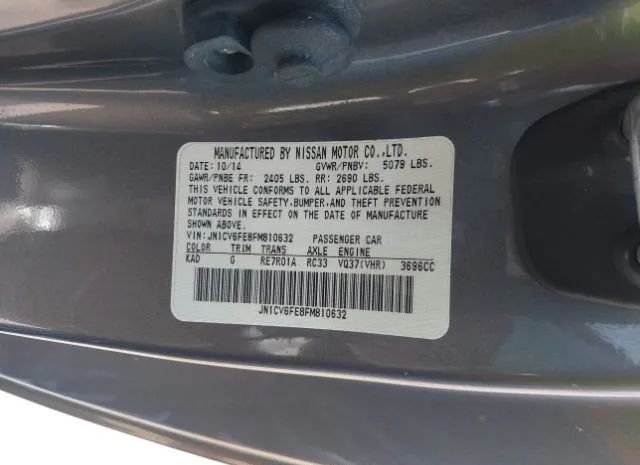 MANUFACTURED BY NISSAN MOTOR CO.,LTD.
DATE: 10/14 GVWR/PNBV: 5079 LBS.
GAWR/PNBE FR: 2405 LBS. RR: 2690 LBS.
THIS VEHICLE CONFORMS TO ALL APPLICABLE FEDERAL
MOTOR VEHICLE SAFETY,BUMPER,AND THEFT PREVENTION
STANDARDS IN EFFECT ON THE DATE OF MANUFACTURE
SHOWN ABOVE.
VIN: JN1CV6FE8FM810632 PASSENGER CAR
COLOR TRIM TRANS AXLE ENGINE
KAD G RE7R01A RC33 VQ37(VHR) 3696CC
JN1CV6FE8FM810632